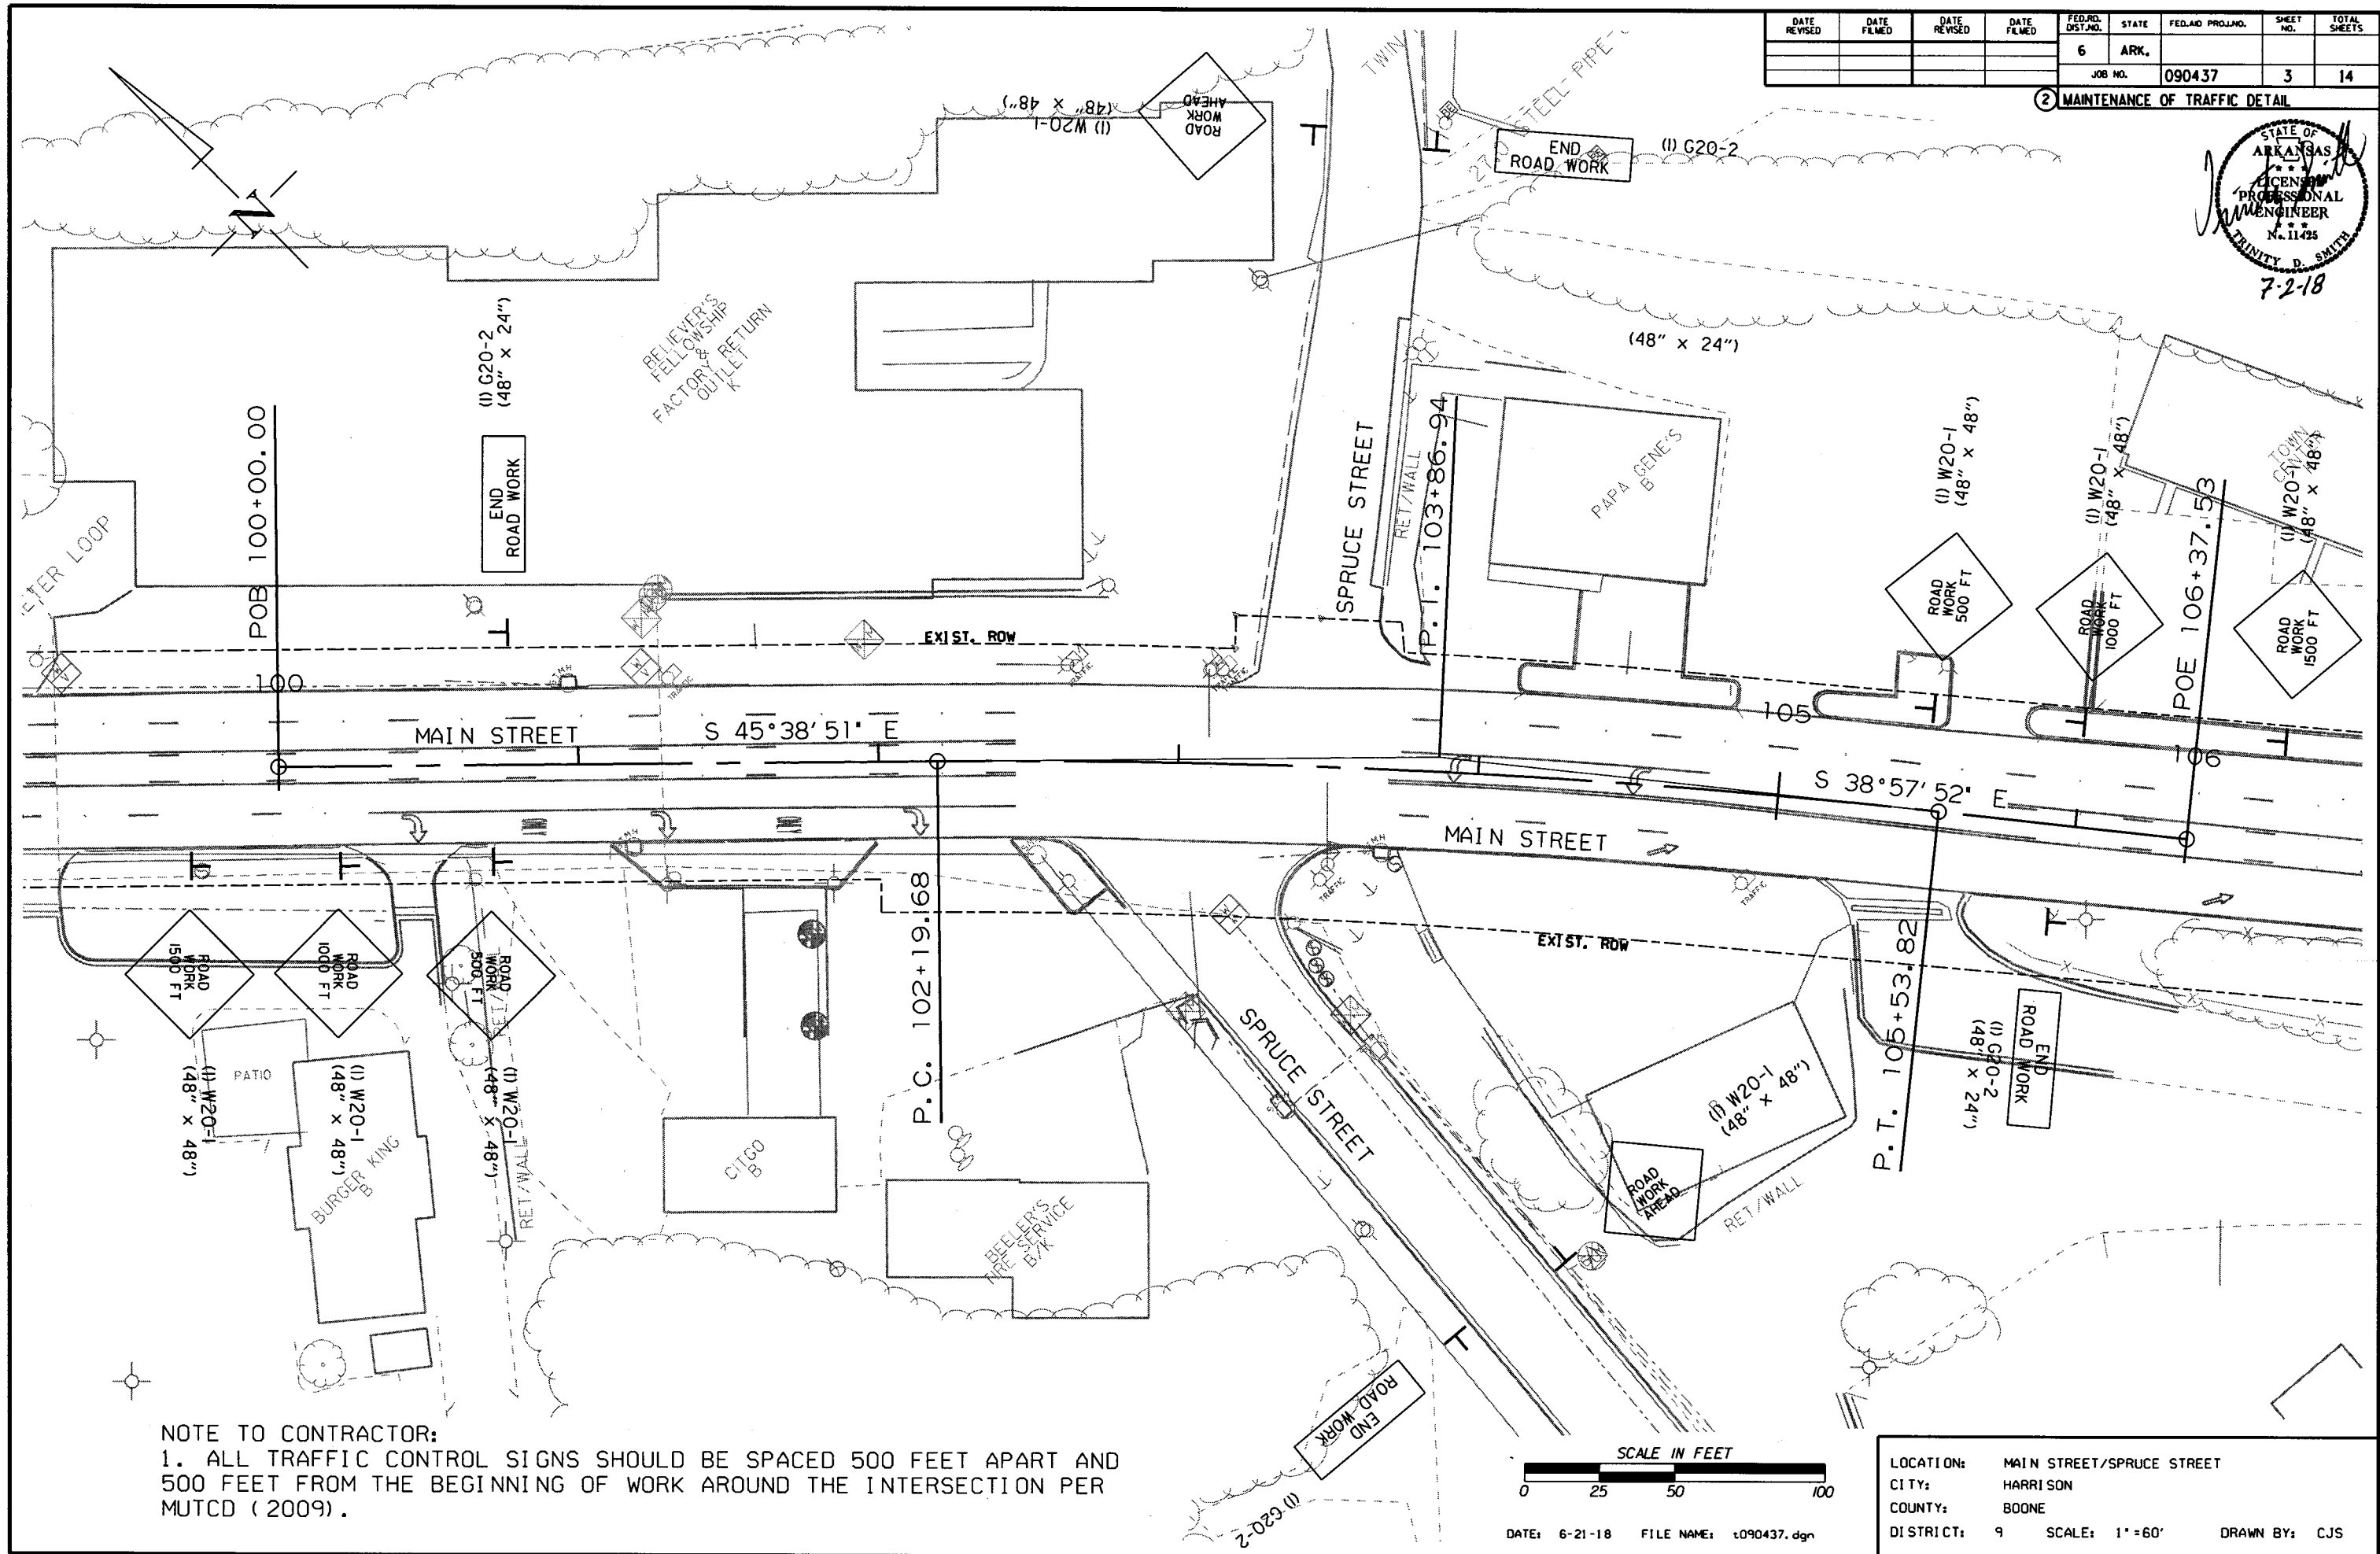 DATE REVISED
DATE FILMED
DATE REVISED
DATE FILMED
FED.RD. DIST.NO.
STATE
FED.AID PROJ.NO.
SHEET NO.
TOTAL SHEETS
6
ARK.
JOB NO.
090437
3
14
2 MAINTENANCE OF TRAFFIC DETAIL
STATE OF
ARKANSAS
LICENSED
PROFESSIONAL
ENGINEER
No. 11425
TRINITY D. SMITH
7-2-18
N
(1) W20-1
(48" x 48")
ROAD
WORK
AHEAD
TWIN
STEEL PIPE
END
ROAD WORK
(1) G20-2
(48" x 24")
BELIEVER'S
FELLOWSHIP
&
FACTORY RETURN
OUTLET
K
(1) G20-2
(48" x 24")
END
ROAD WORK
POB 100+00.00
ETER LOOP
SPRUCE STREET
RET/WALL
P.I. 103+86.94
PAPA GENE'S
B
(1) W20-1
(48" x 48")
ROAD
WORK
500 FT
(1) W20-1
(48" x 48")
ROAD
WORK
1000 FT
POE 106+37.53
TOWN
(1) W20-1
(48" x 48")
ROAD
WORK
1500 FT
EXIST. ROW
TRAFFIC
100
MAIN STREET
S 45°38'51" E
105
106
S 38°57'52" E
MAIN STREET
TRAFFIC
TRAFFIC
EXIST. ROW
ROAD
WORK
1500 FT
(1) W20-1
(48" x 48")
ROAD
WORK
1000 FT
(1) W20-1
(48" x 48")
ROAD
WORK
500 FT
(1) W20-1
(48" x 48")
PATIO
BURGER KING
B
RET/WALL
CITGO
B
P.C. 102+19.68
BEELER'S
TIRE SERVICE
B/K
SPRUCE STREET
(1) W20-1
(48" x 48")
ROAD
WORK
AHEAD
RET/WALL
P.T. 105+53.82
(1) G20-2
(48" x 24")
END
ROAD WORK
END
ROAD WORK
(1) G20-2
NOTE TO CONTRACTOR:
1. ALL TRAFFIC CONTROL SIGNS SHOULD BE SPACED 500 FEET APART AND
500 FEET FROM THE BEGINNING OF WORK AROUND THE INTERSECTION PER
MUTCD (2009).
SCALE IN FEET
0 25 50 100
DATE: 6-21-18 FILE NAME: t090437.dgn
LOCATION: MAIN STREET/SPRUCE STREET
CITY: HARRISON
COUNTY: BOONE
DISTRICT: 9 SCALE: 1"=60' DRAWN BY: CJS